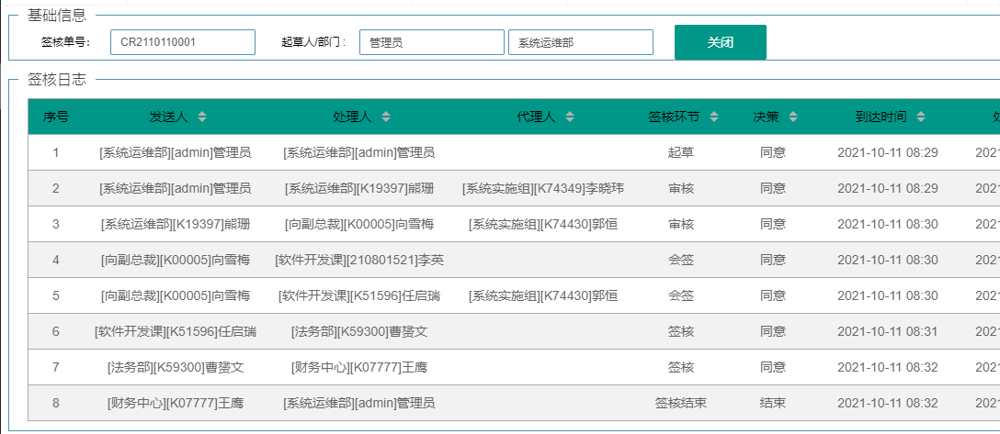 基础信息
签核单号: CR2110110001 起草人/部门: 管理员 系统运维部 关闭
签核日志
序号 发送人 处理人 代理人 签核环节 决策 到达时间
1 [系统运维部][admin]管理员 [系统运维部][admin]管理员 起草 同意 2021-10-11 08:29 202
2 [系统运维部][admin]管理员 [系统运维部][K19397]熊珊 [系统实施组][K74349]李晓玮 审核 同意 2021-10-11 08:29 202
3 [系统运维部][K19397]熊珊 [向副总裁][K00005]向雪梅 [系统实施组][K74430]郭恒 审核 同意 2021-10-11 08:30 202
4 [向副总裁][K00005]向雪梅 [软件开发课][210801521]李英 会签 同意 2021-10-11 08:30 202
5 [向副总裁][K00005]向雪梅 [软件开发课][K51596]任启瑞 [系统实施组][K74430]郭恒 会签 同意 2021-10-11 08:30 202
6 [软件开发课][K51596]任启瑞 [法务部][K59300]曹赟文 签核 同意 2021-10-11 08:31 202
7 [法务部][K59300]曹赟文 [财务中心][K07777]王鹰 签核 同意 2021-10-11 08:32 202
8 [财务中心][K07777]王鹰 [系统运维部][admin]管理员 签核结束 结束 2021-10-11 08:32 202